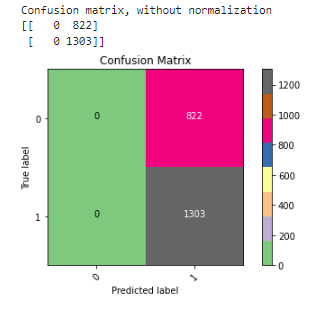 Confusion matrix, without normalization
[[   0  822]
 [   0 1303]]
Confusion Matrix
0
1
True label
0
822
0
1303
0
1
Predicted label
1200
1000
800
600
400
200
0